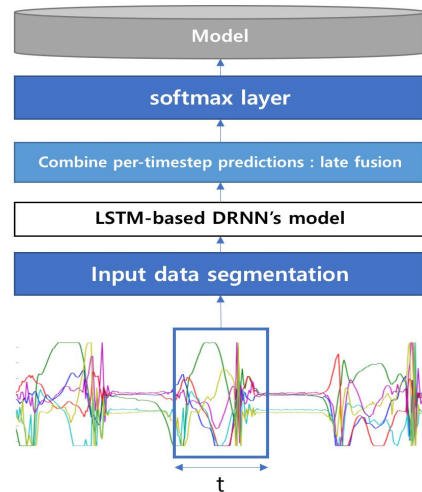 Model
softmax layer
Combine per-timestep predictions : late fusion
LSTM-based DRNN's model
Input data segmentation
t